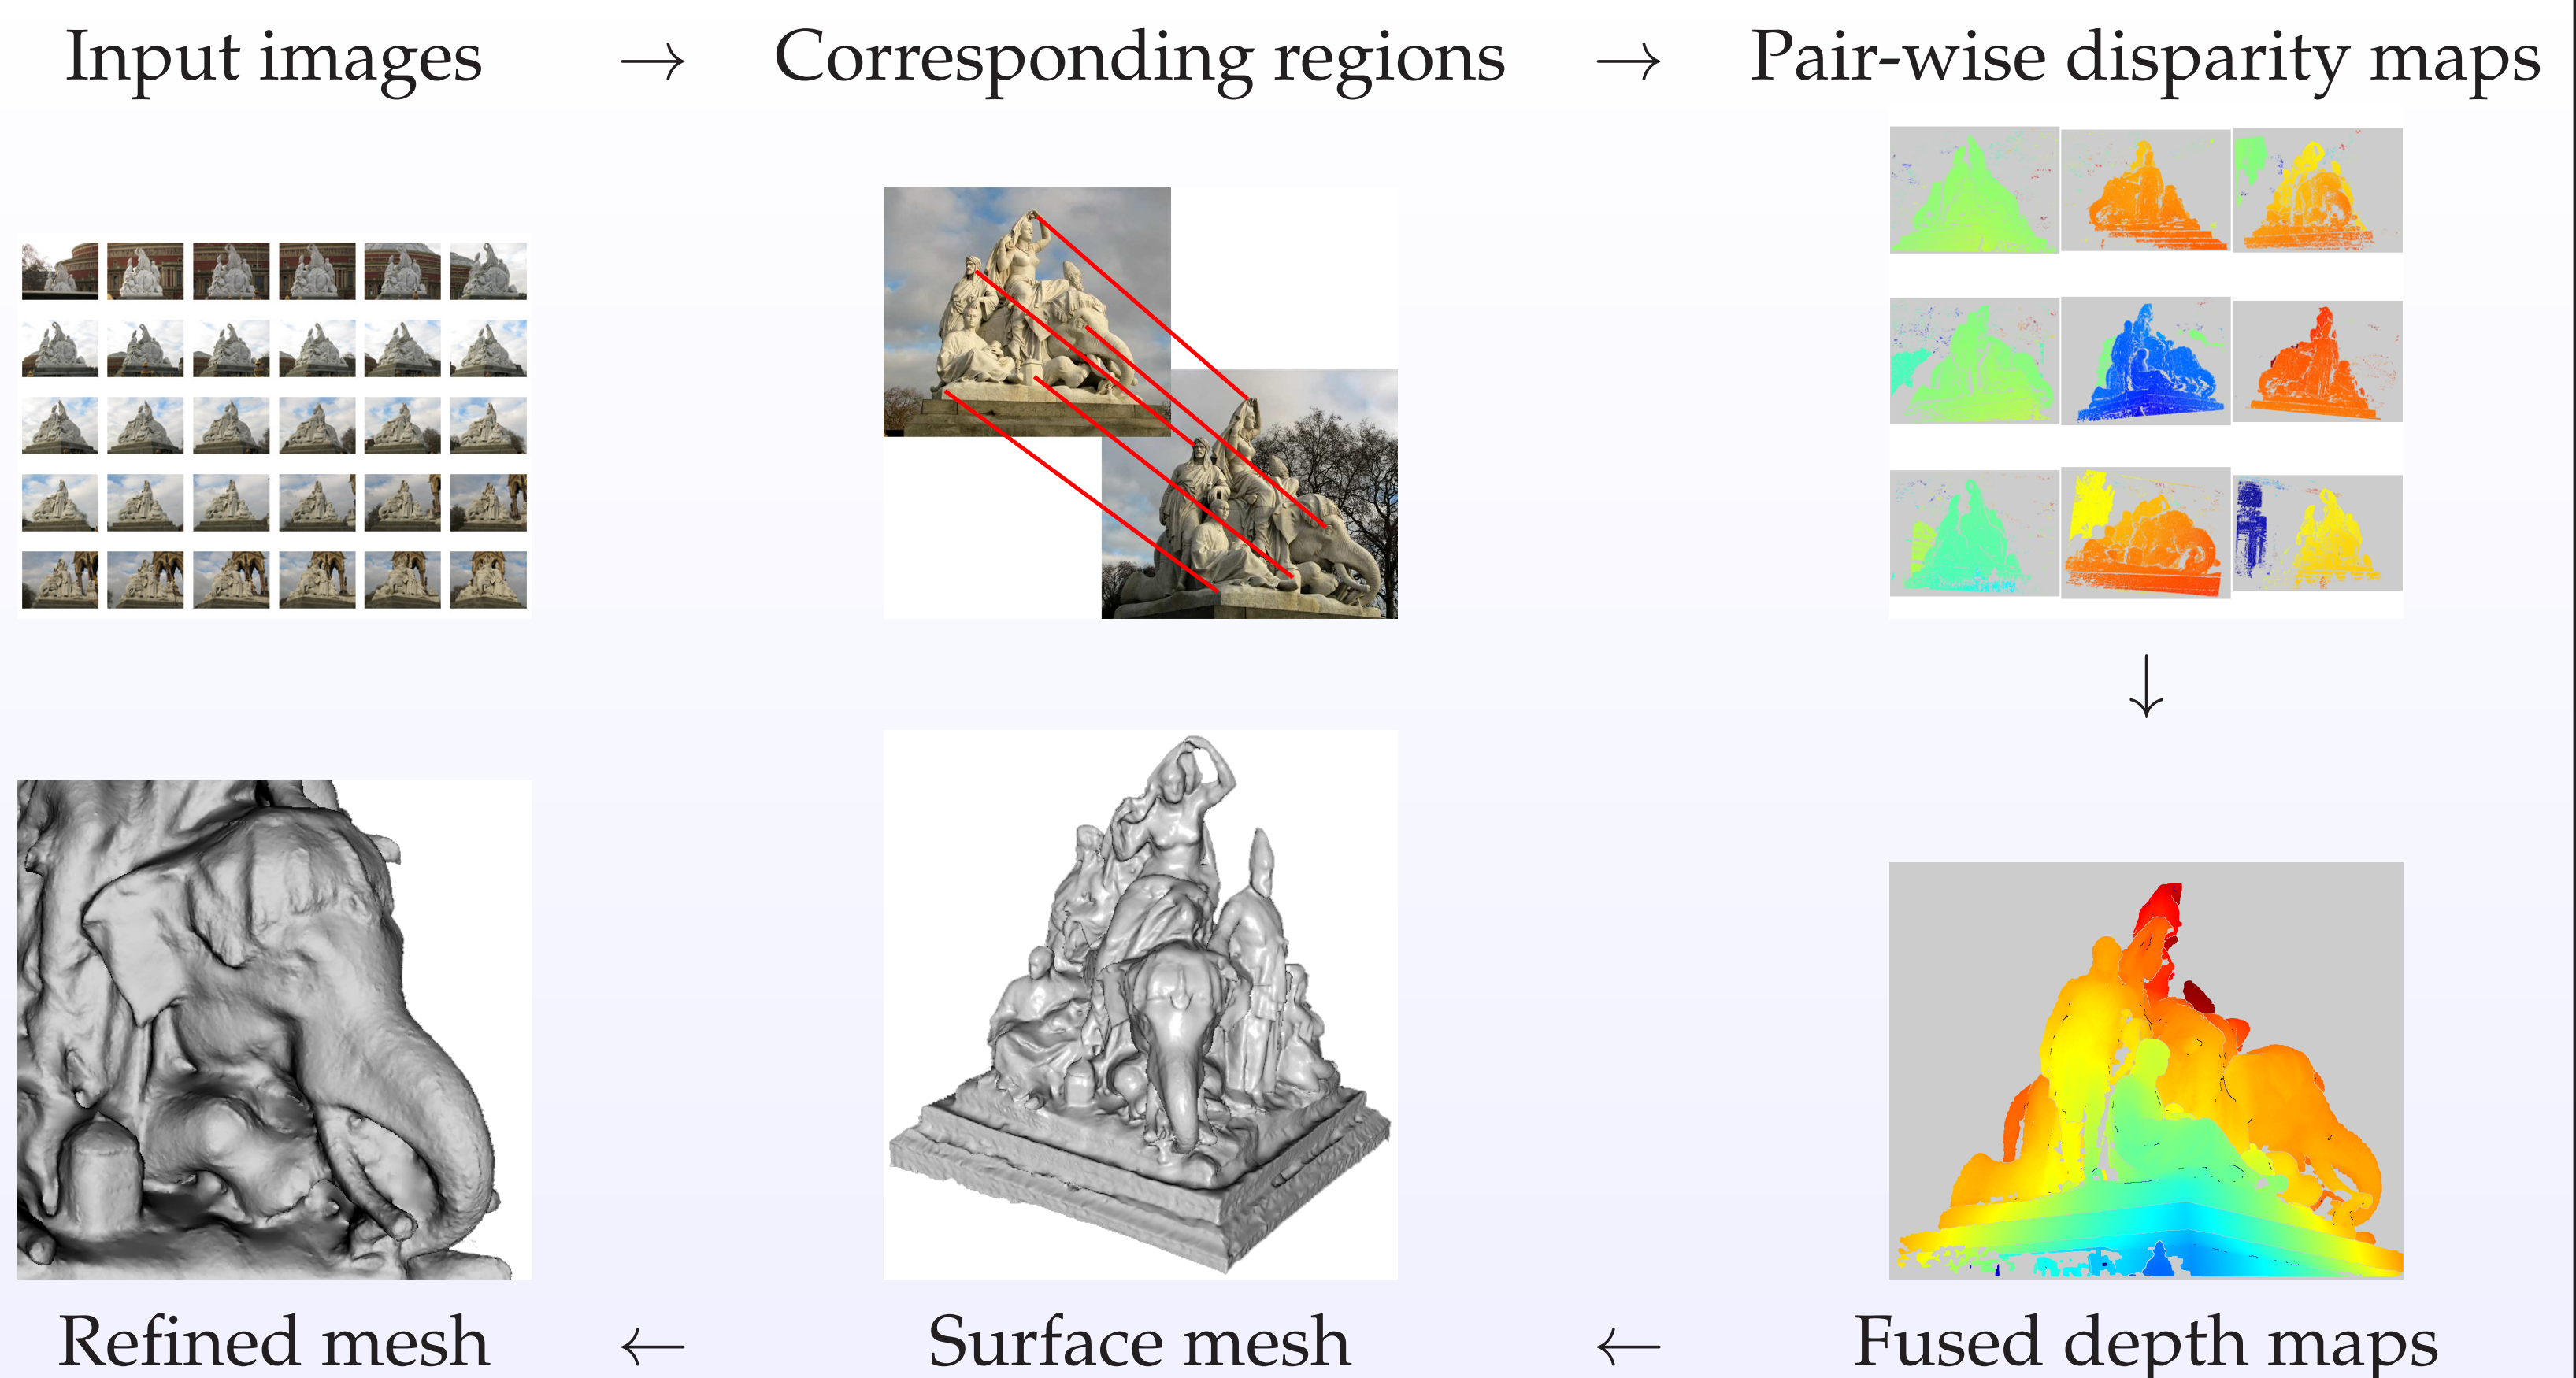 Input images → Corresponding regions → Pair-wise disparity maps
↓
Refined mesh ← Surface mesh ← Fused depth maps